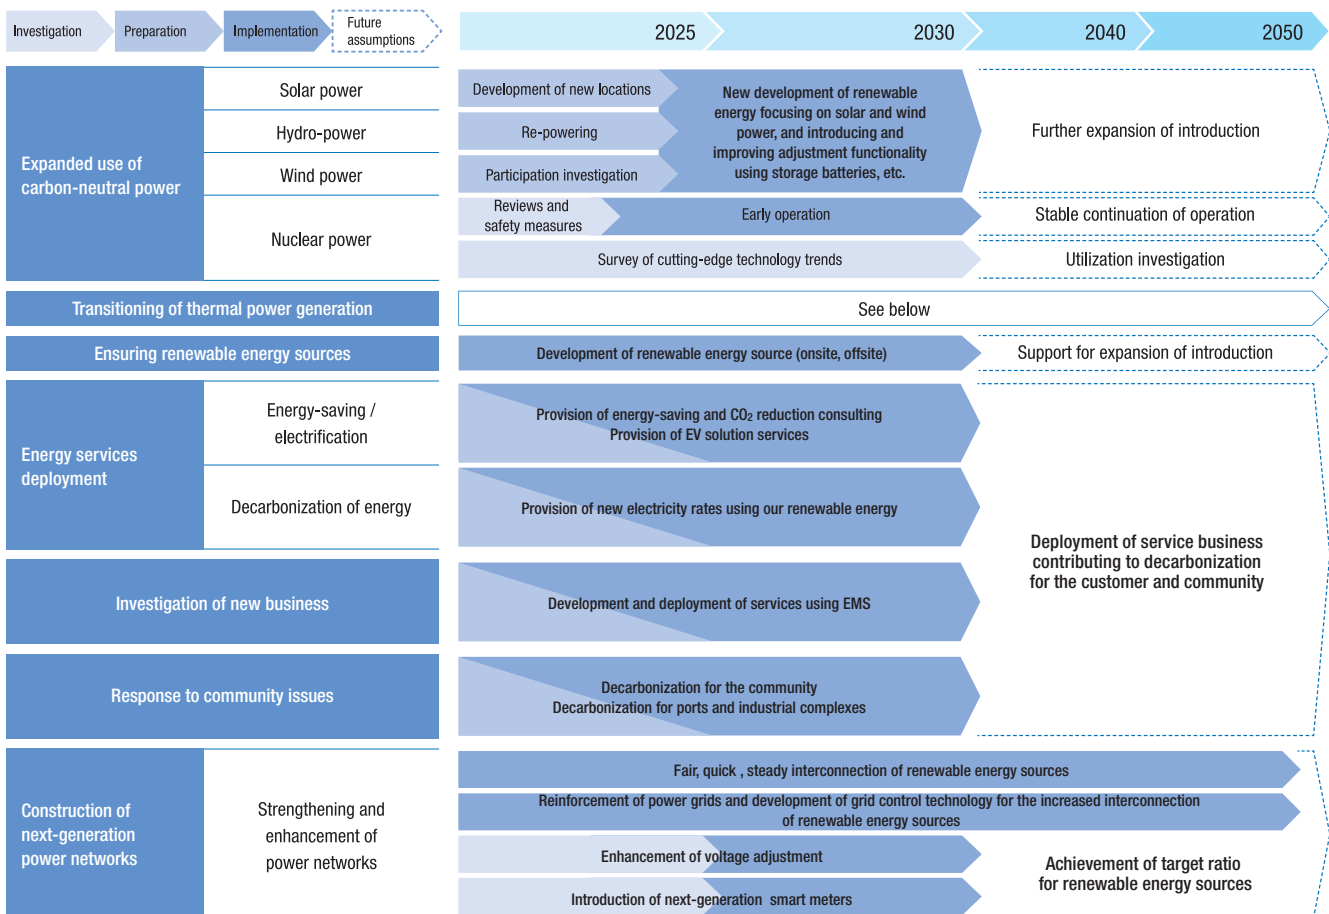 Investigation
Preparation
Implementation
Future
assumptions
2025
2030
2040
2050
Expanded use of
carbon-neutral power
Solar power
Hydro-power
Wind power
Nuclear power
Development of new locations
Re-powering
Participation investigation
New development of renewable
energy focusing on solar and wind
power, and introducing and
improving adjustment functionality
using storage batteries, etc.
Further expansion of introduction
Reviews and
safety measures
Early operation
Stable continuation of operation
Survey of cutting-edge technology trends
Utilization investigation
Transitioning of thermal power generation
See below
Ensuring renewable energy sources
Development of renewable energy source (onsite, offsite)
Support for expansion of introduction
Energy services
deployment
Energy-saving /
electrification
Provision of energy-saving and CO₂ reduction consulting
Provision of EV solution services
Decarbonization of energy
Provision of new electricity rates using our renewable energy
Deployment of service business
contributing to decarbonization
for the customer and community
Investigation of new business
Development and deployment of services using EMS
Response to community issues
Decarbonization for the community
Decarbonization for ports and industrial complexes
Construction of
next-generation
power networks
Strengthening and
enhancement of
power networks
Fair, quick , steady interconnection of renewable energy sources
Reinforcement of power grids and development of grid control technology for the increased interconnection
of renewable energy sources
Enhancement of voltage adjustment
Introduction of next-generation smart meters
Achievement of target ratio
for renewable energy sources